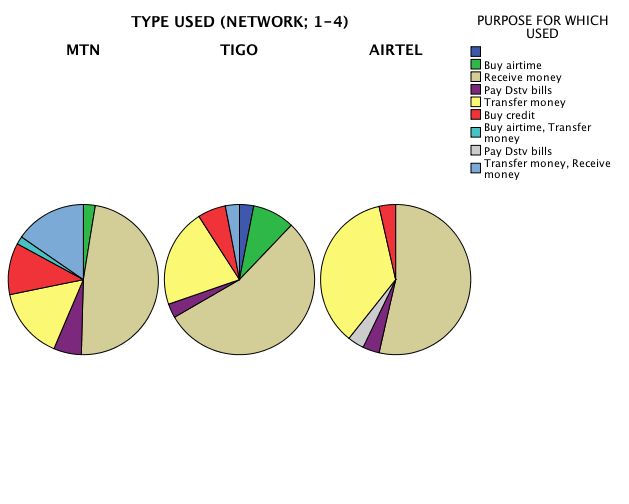 TYPE USED (NETWORK; 1-4)
MTN
TIGO
AIRTEL
PURPOSE FOR WHICH
USED
Buy airtime
Receive money
Pay Dstv bills
Transfer money
Buy credit
Buy airtime, Transfer
money
Pay Dstv bills
Transfer money, Receive
money